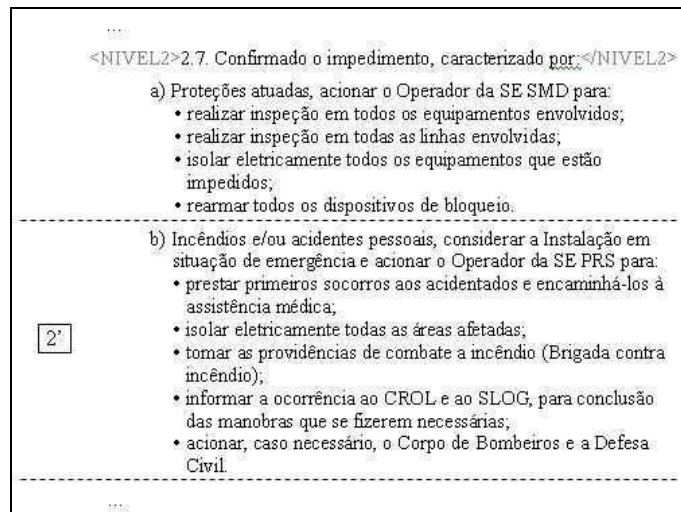 ...
<NIVEL2>2.7. Confirmado o impedimento, caracterizado por:</NIVEL2>
a) Proteções atuadas, acionar o Operador da SE SMD para:
• realizar inspeção em todos os equipamentos envolvidos;
• realizar inspeção em todas as linhas envolvidas;
• isolar eletricamente todos os equipamentos que estão
impedidos;
• rearmar todos os dispositivos de bloqueio.
b) Incêndios e/ou acidentes pessoais, considerar a Instalação em
situação de emergência e acionar o Operador da SE PRS para:
• prestar primeiros socorros aos acidentados e encaminhá-los à
assistência médica;
• isolar eletricamente todas as áreas afetadas;
2'
• tomar as providências de combate a incêndio (Brigada contra
incêndio);
• informar a ocorrência ao CROL e ao SLOG, para conclusão
das manobras que se fizerem necessárias;
• acionar, caso necessário, o Corpo de Bombeiros e a Defesa
Civil.
...